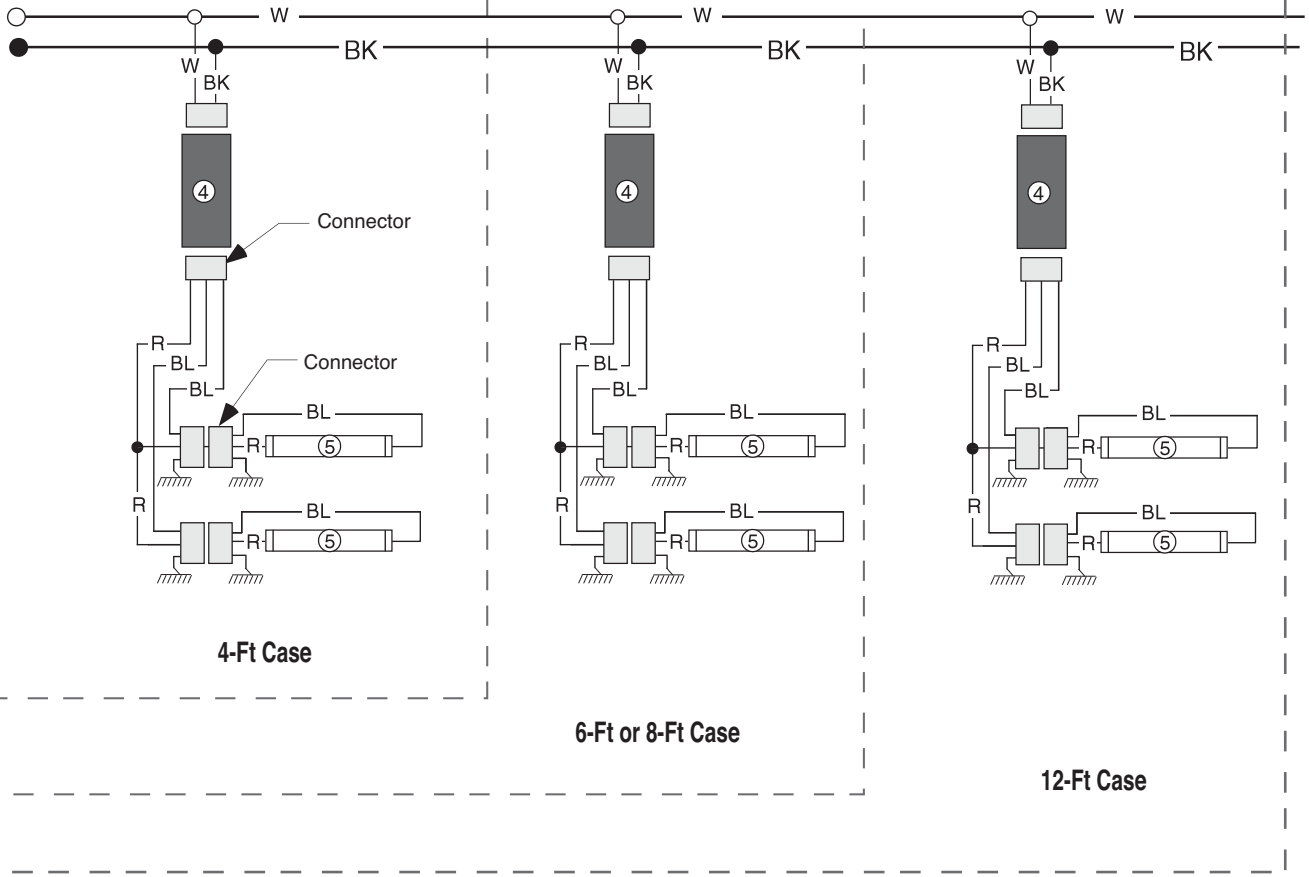 W W W
BK BK BK
W W W
BK BK BK
4 4 4
Connector
R R R
BL BL BL
Connector
BL BL BL
BL BL BL
R 5 R 5 R 5
R R R
BL BL BL
R 5 R 5 R 5
4-Ft Case
6-Ft or 8-Ft Case
12-Ft Case